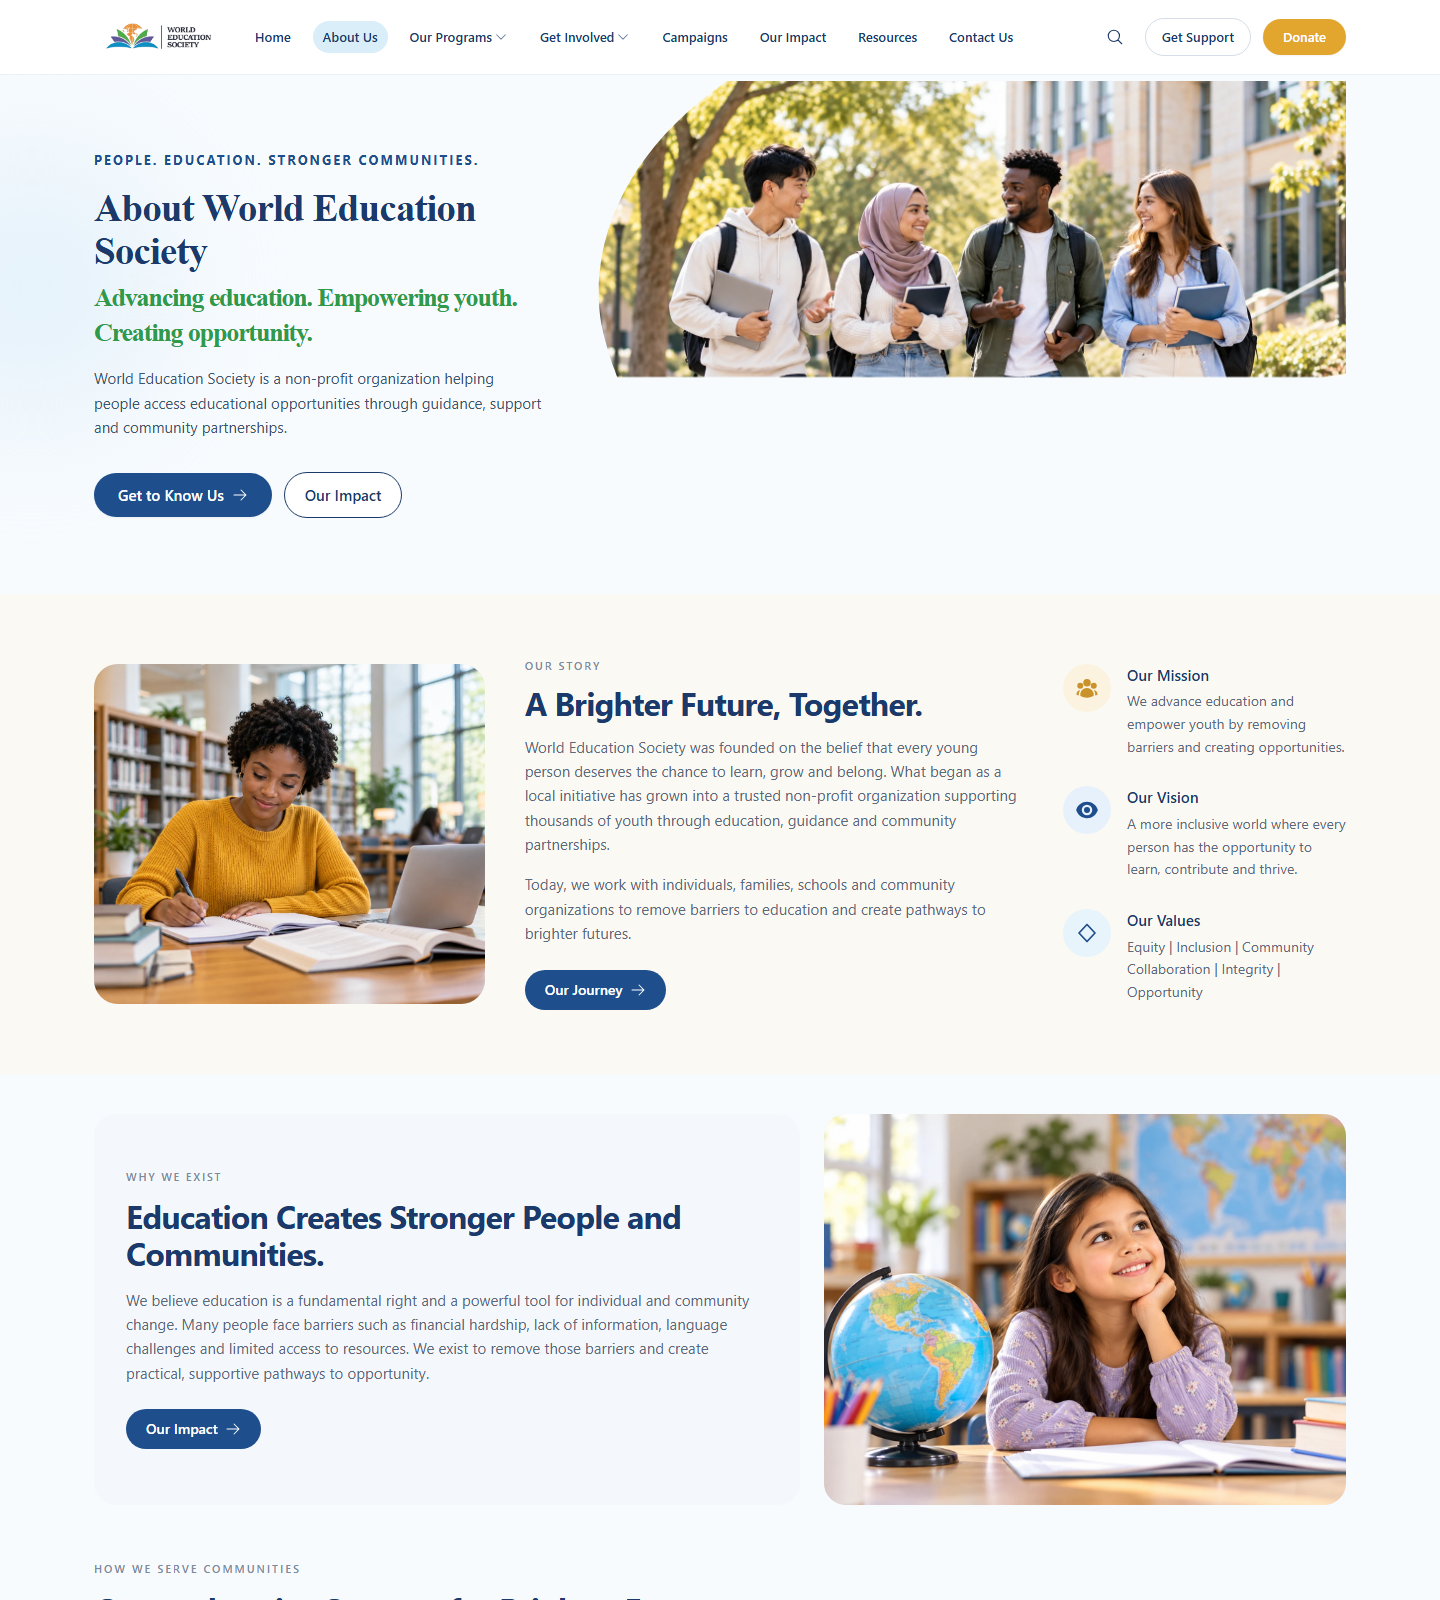 WORLD
EDUCATION
SOCIETY
Home
About Us
Our Programs
Get Involved
Campaigns
Our Impact
Resources
Contact Us
Get Support
Donate
PEOPLE. EDUCATION. STRONGER COMMUNITIES.
About World Education
Society
Advancing education. Empowering youth.
Creating opportunity.
World Education Society is a non-profit organization helping
people access educational opportunities through guidance, support
and community partnerships.
Get to Know Us
Our Impact
OUR STORY
A Brighter Future, Together.
World Education Society was founded on the belief that every young
person deserves the chance to learn, grow and belong. What began as a
local initiative has grown into a trusted non-profit organization supporting
thousands of youth through education, guidance and community
partnerships.
Today, we work with individuals, families, schools and community
organizations to remove barriers to education and create pathways to
brighter futures.
Our Journey
Our Mission
We advance education and
empower youth by removing
barriers and creating opportunities.
Our Vision
A more inclusive world where every
person has the opportunity to
learn, contribute and thrive.
Our Values
Equity | Inclusion | Community
Collaboration | Integrity |
Opportunity
WHY WE EXIST
Education Creates Stronger People and
Communities.
We believe education is a fundamental right and a powerful tool for individual and community
change. Many people face barriers such as financial hardship, lack of information, language
challenges and limited access to resources. We exist to remove those barriers and create
practical, supportive pathways to opportunity.
Our Impact
HOW WE SERVE COMMUNITIES